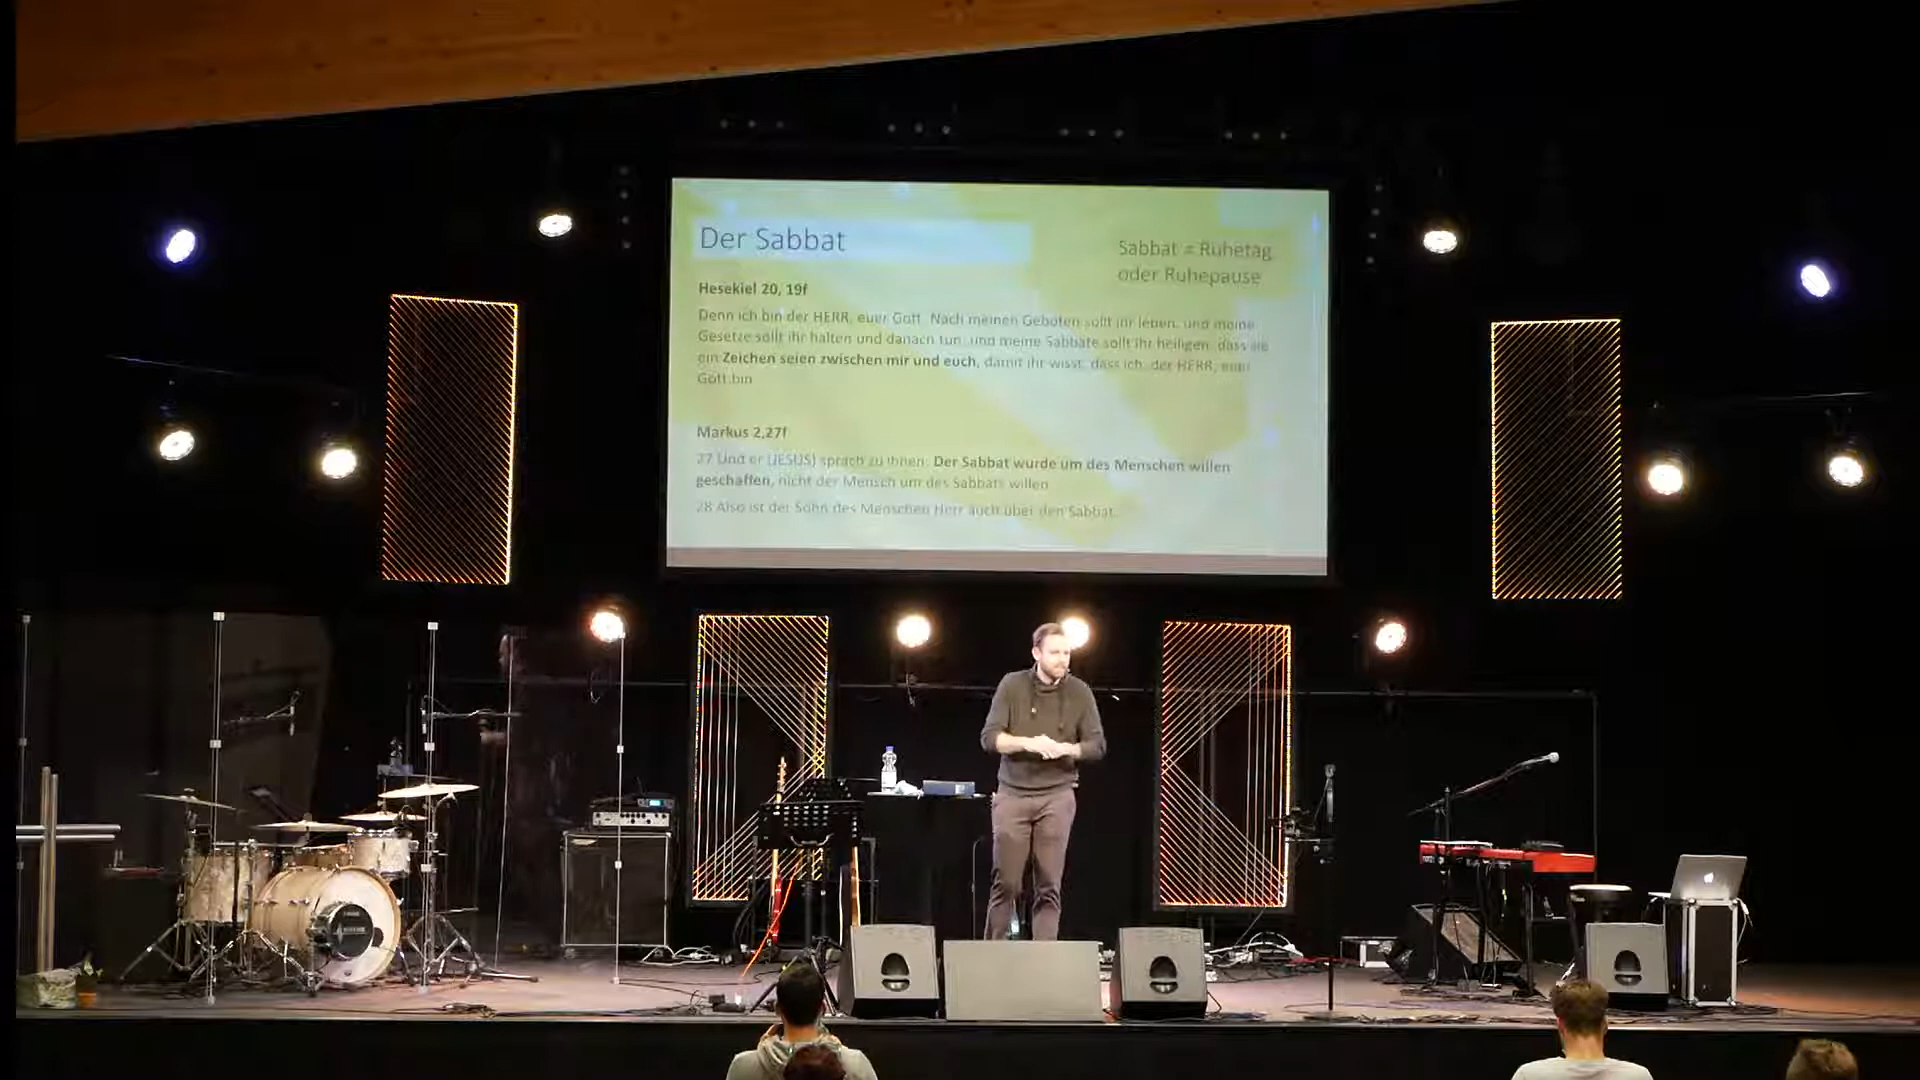 Der Sabbat
Sabbat = Ruhetag
oder Ruhepause
Hesekiel 20, 19f
Denn ich bin der HERR, euer Gott. Nach meinen Geboten sollt ihr leben, und meine
Gesetze sollt ihr halten und danach tun; und meine Sabbate sollt ihr heiligen, dass sie
ein Zeichen seien zwischen mir und euch, damit ihr wisst, dass ich, der HERR, euer
Gott bin.
Markus 2,27f
27 Und er (JESUS) sprach zu ihnen: Der Sabbat wurde um des Menschen willen
geschaffen, nicht der Mensch um des Sabbats willen.
28 Also ist der Sohn des Menschen Herr auch über den Sabbat.